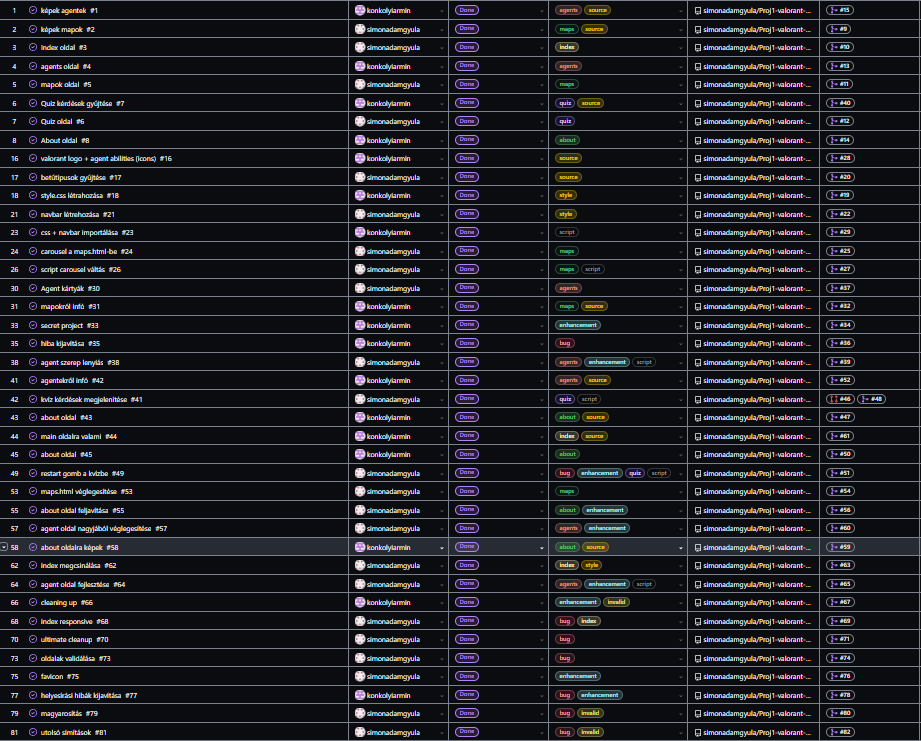 1 képek agentek #1 konkolyiarmin Done agents source simonadamgyula/Proj1-valorant-... #15
2 képek mapok #2 simonadamgyula Done maps source simonadamgyula/Proj1-valorant-... #9
3 Index oldal #3 simonadamgyula Done index simonadamgyula/Proj1-valorant-... #10
4 agents oldal #4 konkolyiarmin Done agents simonadamgyula/Proj1-valorant-... #13
5 mapok oldal #5 simonadamgyula Done maps simonadamgyula/Proj1-valorant-... #11
6 Quiz kérdések gyűjtése #7 konkolyiarmin Done quiz source simonadamgyula/Proj1-valorant-... #40
7 Quiz oldal #6 simonadamgyula Done quiz simonadamgyula/Proj1-valorant-... #12
8 About oldal #8 konkolyiarmin Done about simonadamgyula/Proj1-valorant-... #14
16 valorant logo + agent abilities (icons) #16 konkolyiarmin Done source simonadamgyula/Proj1-valorant-... #28
17 betűtípusok gyűjtése #17 simonadamgyula Done source simonadamgyula/Proj1-valorant-... #20
18 style.css létrahozása #18 simonadamgyula Done style simonadamgyula/Proj1-valorant-... #19
21 navbar létrehozása #21 simonadamgyula Done style simonadamgyula/Proj1-valorant-... #22
23 css + navbar importálása #23 konkolyiarmin Done script simonadamgyula/Proj1-valorant-... #29
24 carousel a maps.html-be #24 simonadamgyula Done maps simonadamgyula/Proj1-valorant-... #25
26 script carousel váltás #26 simonadamgyula Done maps script simonadamgyula/Proj1-valorant-... #27
30 Agent kártyák #30 simonadamgyula Done agents simonadamgyula/Proj1-valorant-... #37
31 mapokról infó #31 konkolyiarmin Done maps source simonadamgyula/Proj1-valorant-... #32
33 secret project #33 konkolyiarmin Done enhancement simonadamgyula/Proj1-valorant-... #34
35 hiba kijavítása #35 konkolyiarmin Done bug simonadamgyula/Proj1-valorant-... #36
38 agent szerep lenyílás #38 simonadamgyula Done agents enhancement script simonadamgyula/Proj1-valorant-... #39
41 agentekről infó #42 konkolyiarmin Done agents source simonadamgyula/Proj1-valorant-... #52
42 kvíz kérdések megjelenítése #41 simonadamgyula Done quiz script simonadamgyula/Proj1-valorant-... #46 #48
43 about oldal #43 konkolyiarmin Done about source simonadamgyula/Proj1-valorant-... #47
44 main oldalra valami #44 konkolyiarmin Done index source simonadamgyula/Proj1-valorant-... #61
45 about oldal #45 konkolyiarmin Done about simonadamgyula/Proj1-valorant-... #50
49 restart gomb a kvízbe #49 simonadamgyula Done bug enhancement quiz script simonadamgyula/Proj1-valorant-... #51
53 maps.html véglegesítése #53 simonadamgyula Done maps simonadamgyula/Proj1-valorant-... #54
55 about oldal feljavítása #55 simonadamgyula Done about enhancement simonadamgyula/Proj1-valorant-... #56
57 agent oldal nagyjából véglegesítése #57 simonadamgyula Done agents enhancement simonadamgyula/Proj1-valorant-... #60
58 about oldalra képek #58 konkolyiarmin Done about source simonadamgyula/Proj1-valorant-... #59
62 index megcsinálása #62 simonadamgyula Done index style simonadamgyula/Proj1-valorant-... #63
64 agent oldal fejlesztése #64 simonadamgyula Done agents enhancement script simonadamgyula/Proj1-valorant-... #65
66 cleaning up #66 konkolyiarmin Done enhancement invalid simonadamgyula/Proj1-valorant-... #67
68 index responsive #68 simonadamgyula Done bug index simonadamgyula/Proj1-valorant-... #69
70 ultimate cleanup #70 simonadamgyula Done bug simonadamgyula/Proj1-valorant-... #71
73 oldalak validálása #73 simonadamgyula Done bug simonadamgyula/Proj1-valorant-... #74
75 favicon #75 simonadamgyula Done enhancement simonadamgyula/Proj1-valorant-... #76
77 helyesírási hibák kijavítása #77 konkolyiarmin Done bug enhancement simonadamgyula/Proj1-valorant-... #78
79 magyarosítás #79 simonadamgyula Done bug invalid simonadamgyula/Proj1-valorant-... #80
81 utolsó simítások #81 simonadamgyula Done bug invalid simonadamgyula/Proj1-valorant-... #82